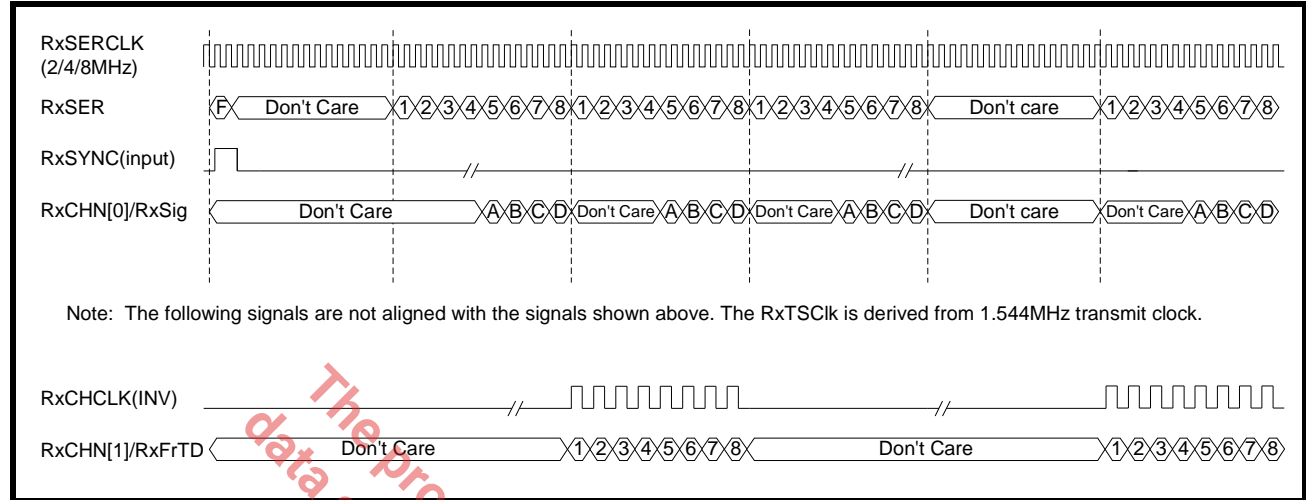 RxSERCLK
(2/4/8MHz)
RxSER F Don't Care 1 2 3 4 5 6 7 8 1 2 3 4 5 6 7 8 1 2 3 4 5 6 7 8 Don't care 1 2 3 4 5 6 7 8
RxSYNC(input)
RxCHN[0]/RxSig Don't Care A B C D Don't Care A B C D Don't Care A B C D Don't care Don't Care A B C D
Note: The following signals are not aligned with the signals shown above. The RxTSClk is derived from 1.544MHz transmit clock.
RxCHCLK(INV)
RxCHN[1]/RxFrTD Don't Care 1 2 3 4 5 6 7 8 Don't Care 1 2 3 4 5 6 7 8
The pro
data